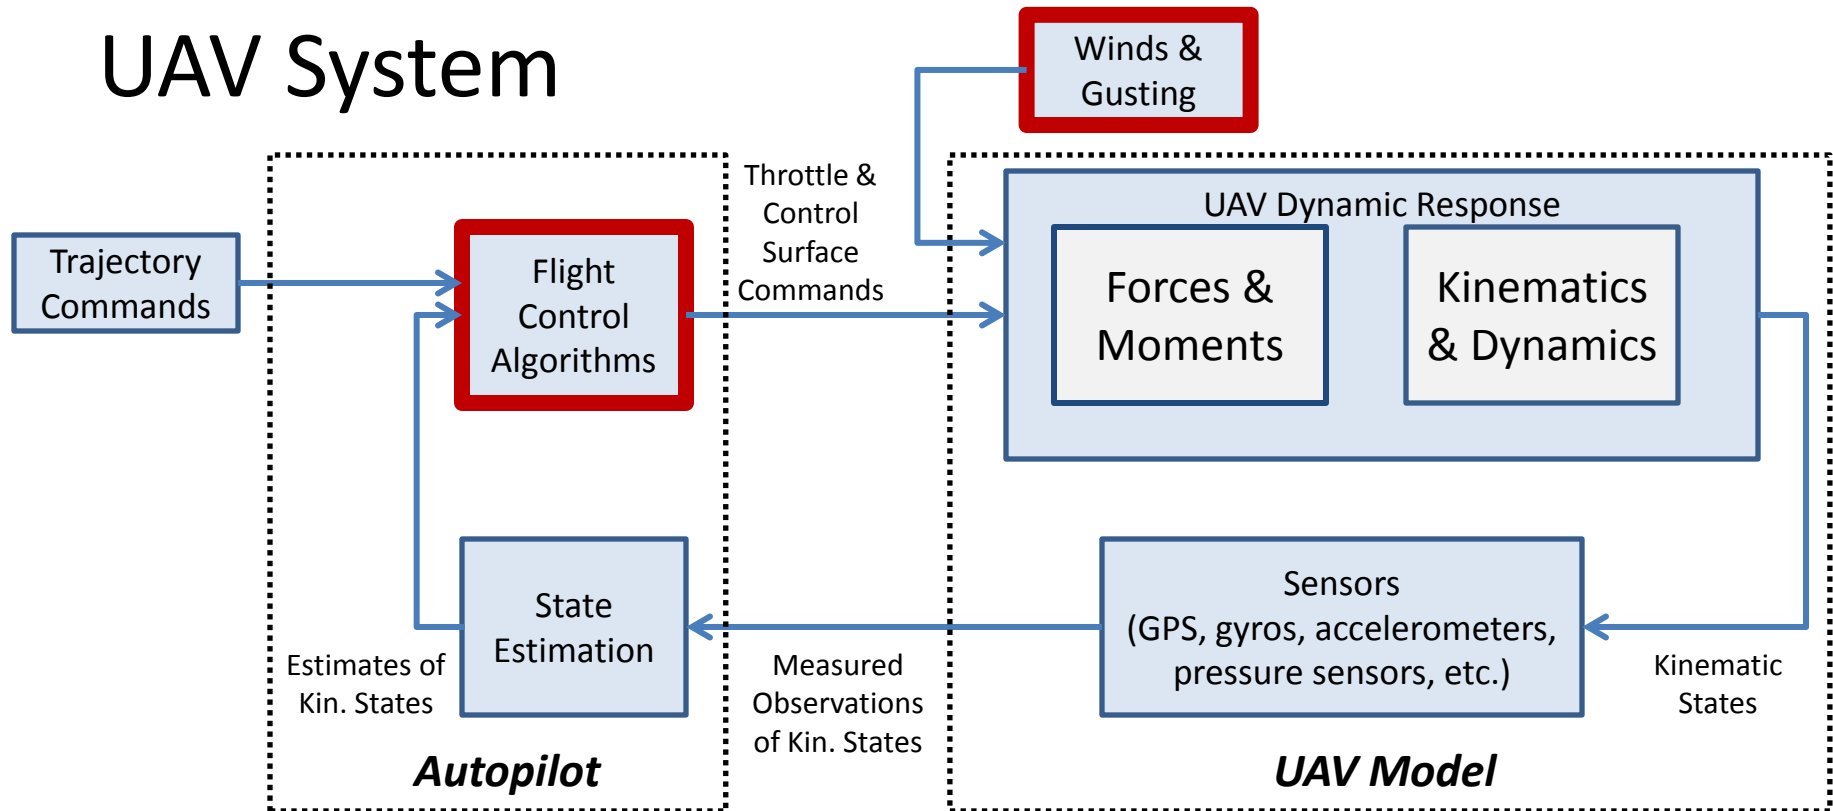 UAV System
Winds &
Gusting
Trajectory
Commands
Flight
Control
Algorithms
Throttle &
Control
Surface
Commands
UAV Dynamic Response
Forces &
Moments
Kinematics
& Dynamics
State
Estimation
Estimates of
Kin. States
Measured
Observations
of Kin. States
Sensors
(GPS, gyros, accelerometers,
pressure sensors, etc.)
Kinematic
States
Autopilot
UAV Model